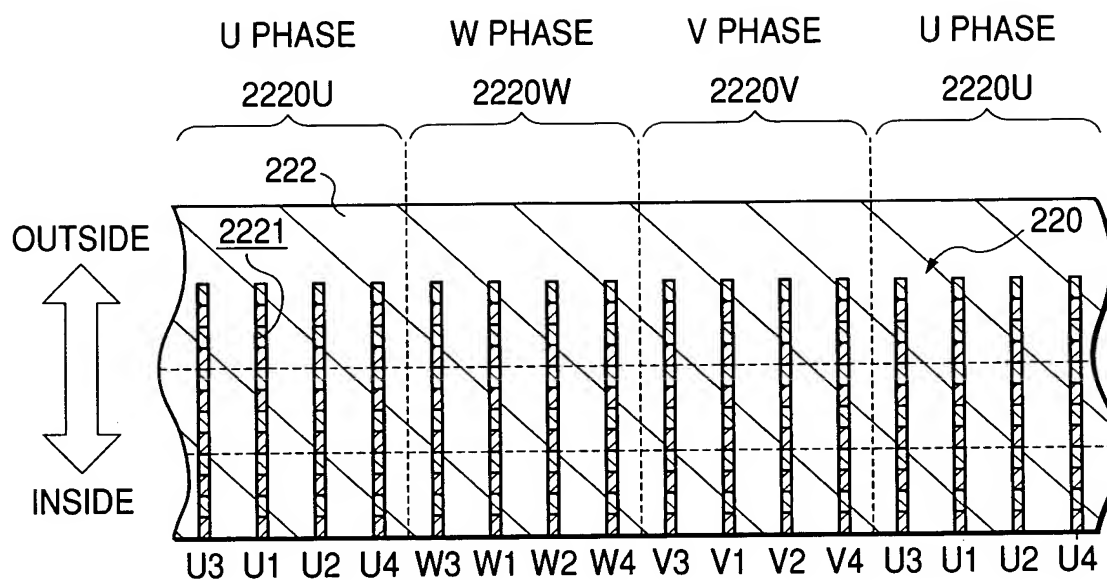 U PHASE W PHASE V PHASE U PHASE
2220U 2220W 2220V 2220U
222
2221 220
OUTSIDE
INSIDE
U3 U1 U2 U4 W3 W1 W2 W4 V3 V1 V2 V4 U3 U1 U2 U4